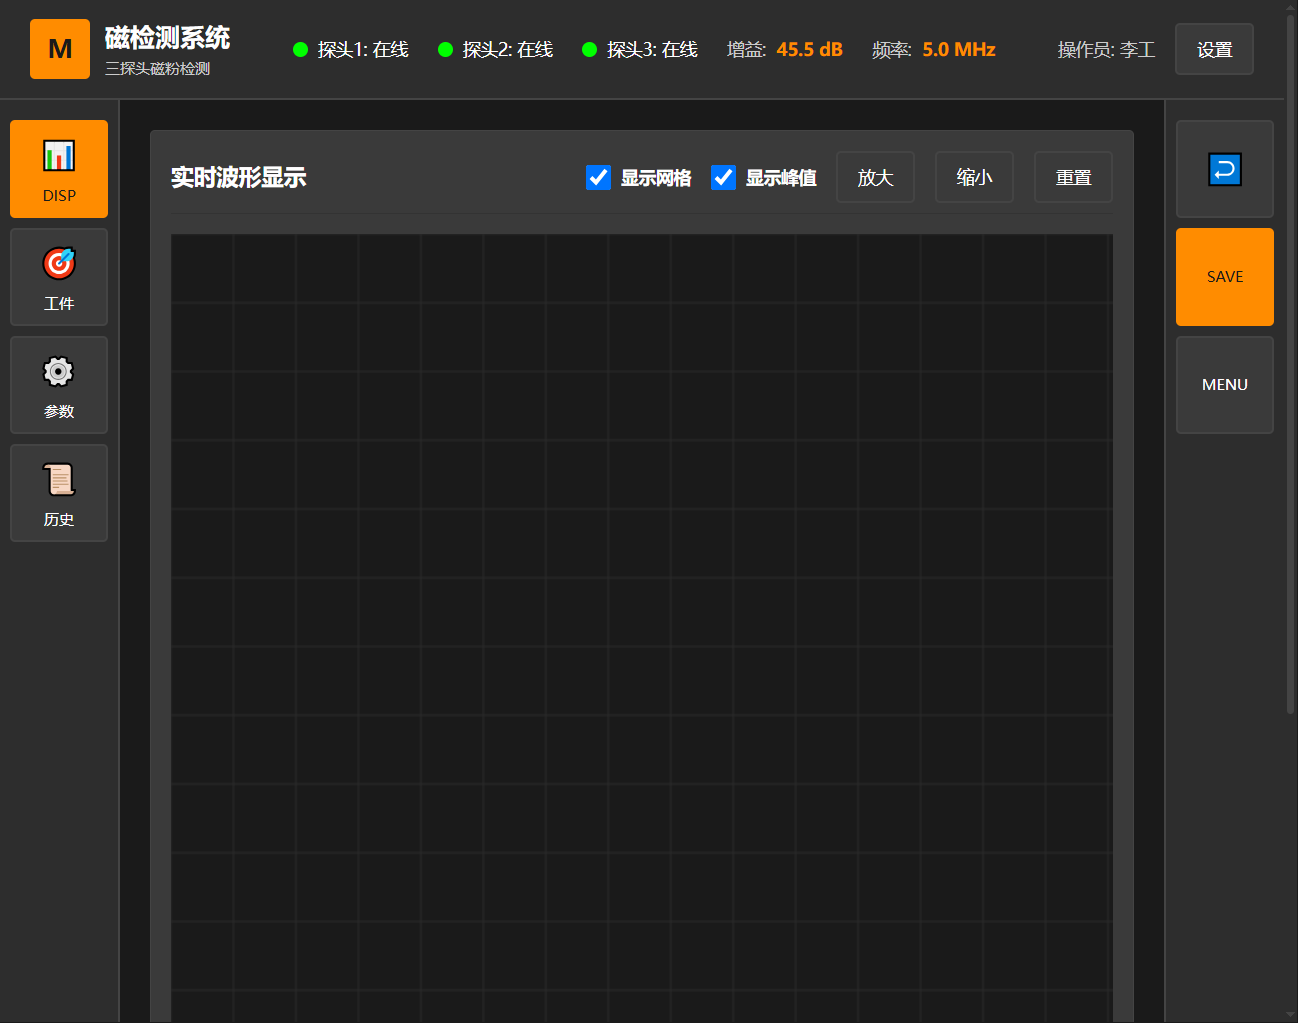 M
磁检测系统
三探头磁粉检测
探头1: 在线
探头2: 在线
探头3: 在线
增益: 45.5 dB
频率: 5.0 MHz
操作员: 李工
设置
DISP
工件
参数
历史
实时波形显示
显示网格
显示峰值
放大
缩小
重置
SAVE
MENU